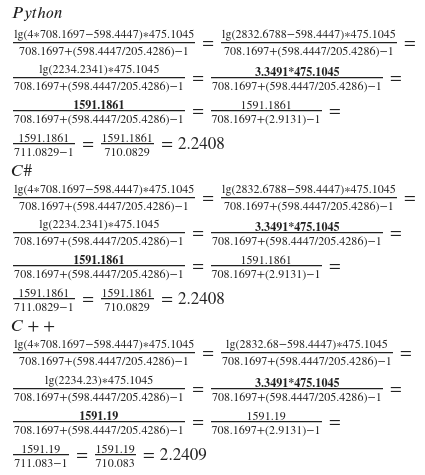 Python
lg(4*708.1697−598.4447)*475.1045 / 708.1697+(598.4447/205.4286)−1 = lg(2832.6788−598.4447)*475.1045 / 708.1697+(598.4447/205.4286)−1 =
lg(2234.2341)*475.1045 / 708.1697+(598.4447/205.4286)−1 = 3.3491*475.1045 / 708.1697+(598.4447/205.4286)−1 =
1591.1861 / 708.1697+(598.4447/205.4286)−1 = 1591.1861 / 708.1697+(2.9131)−1 =
1591.1861 / 711.0829−1 = 1591.1861 / 710.0829 = 2.2408
C#
lg(4*708.1697−598.4447)*475.1045 / 708.1697+(598.4447/205.4286)−1 = lg(2832.6788−598.4447)*475.1045 / 708.1697+(598.4447/205.4286)−1 =
lg(2234.2341)*475.1045 / 708.1697+(598.4447/205.4286)−1 = 3.3491*475.1045 / 708.1697+(598.4447/205.4286)−1 =
1591.1861 / 708.1697+(598.4447/205.4286)−1 = 1591.1861 / 708.1697+(2.9131)−1 =
1591.1861 / 711.0829−1 = 1591.1861 / 710.0829 = 2.2408
C ++
lg(4*708.1697−598.4447)*475.1045 / 708.1697+(598.4447/205.4286)−1 = lg(2832.68−598.4447)*475.1045 / 708.1697+(598.4447/205.4286)−1 =
lg(2234.23)*475.1045 / 708.1697+(598.4447/205.4286)−1 = 3.3491*475.1045 / 708.1697+(598.4447/205.4286)−1 =
1591.19 / 708.1697+(598.4447/205.4286)−1 = 1591.19 / 708.1697+(2.9131)−1 =
1591.19 / 711.083−1 = 1591.19 / 710.083 = 2.2409